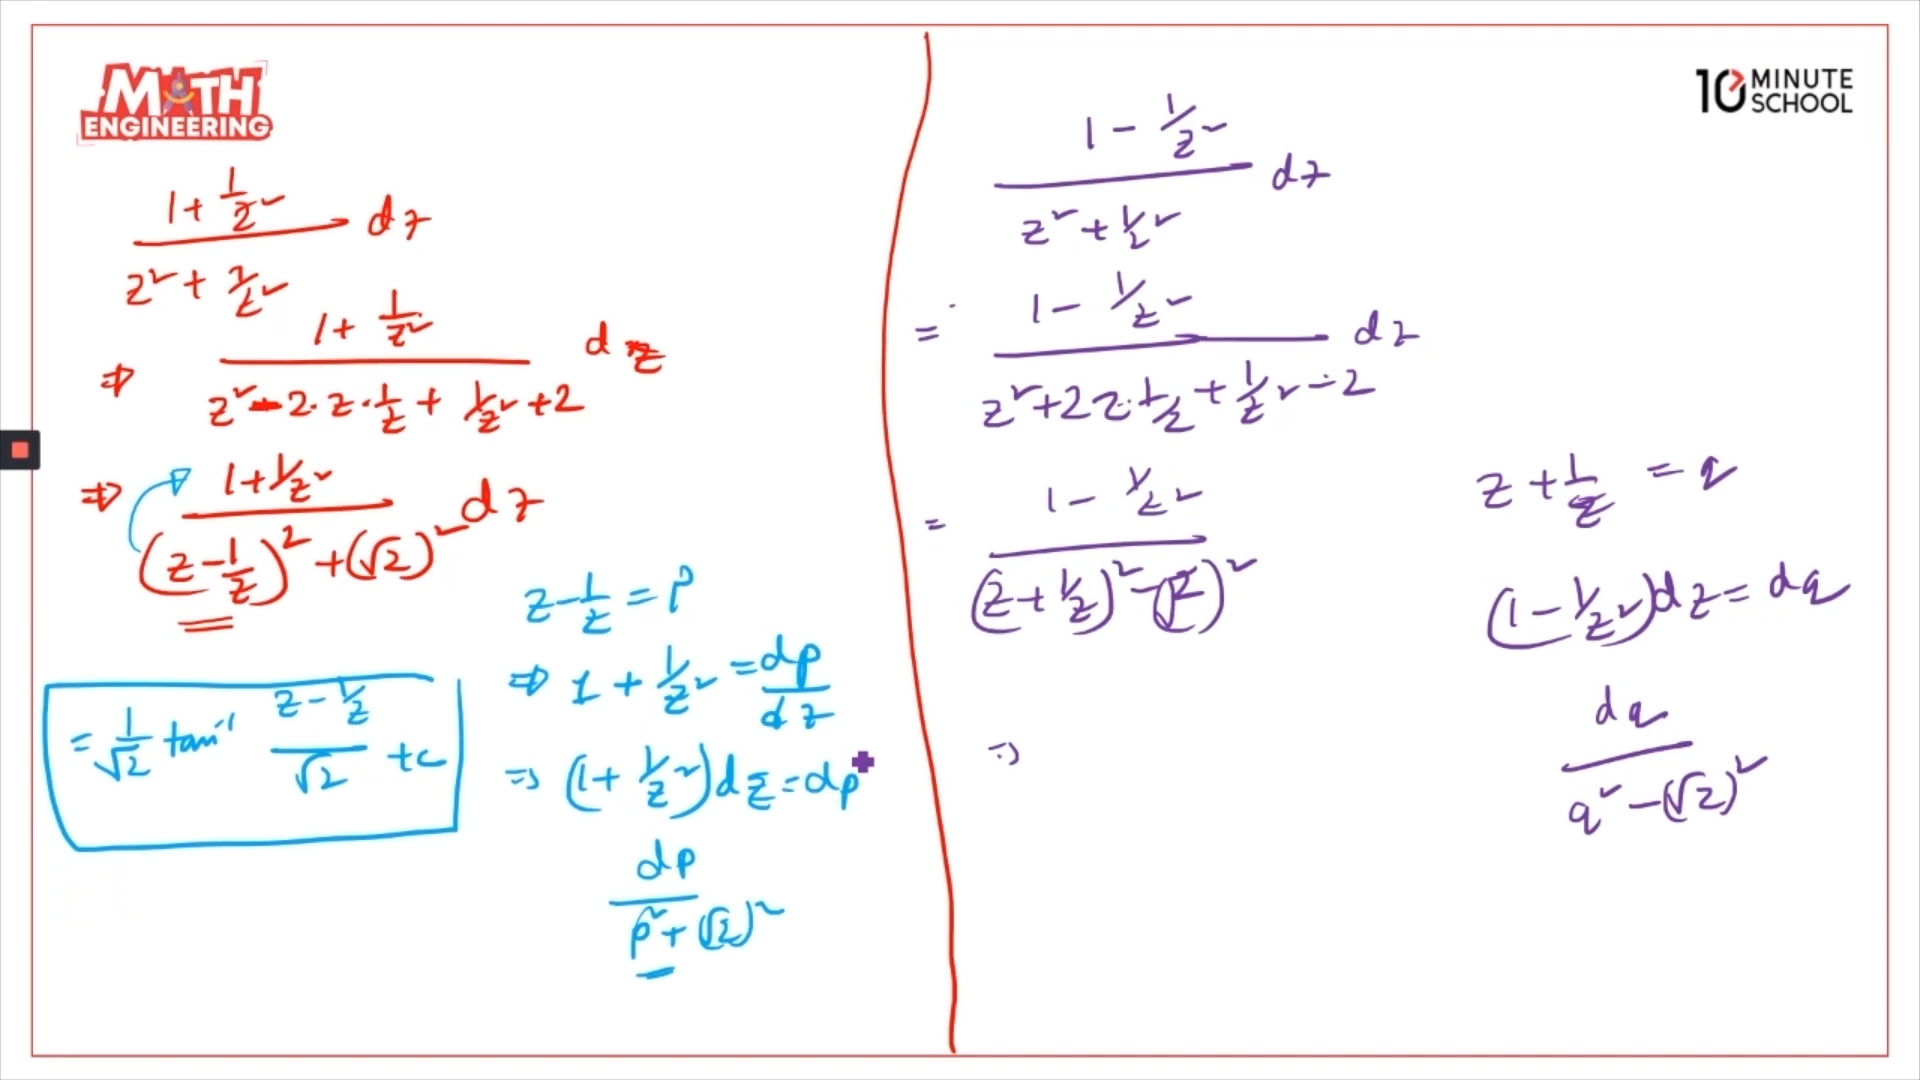 MATH
ENGINEERING
10 MINUTE
SCHOOL
1 + 1/z² / z² + 1/z² dz
⇒ 1 + 1/z² / z² - 2·z·1/z + 1/z² + 2 dz
⇒ 1 + 1/z² / (z - 1/z)² + (√2)² dz
z - 1/z = p
⇒ 1 + 1/z² = dp/dz
⇒ (1 + 1/z²)dz = dp
dp / p² + (√2)²
= 1/√2 tan⁻¹ z - 1/z / √2 + c
1 - 1/z² / z² + 1/z² dz
= 1 - 1/z² / z² + 2z·1/z + 1/z² - 2 dz
= 1 - 1/z² / (z + 1/z)² - (√2)²
z + 1/z = q
(1 - 1/z²)dz = dq
⇒
dq / q² - (√2)²